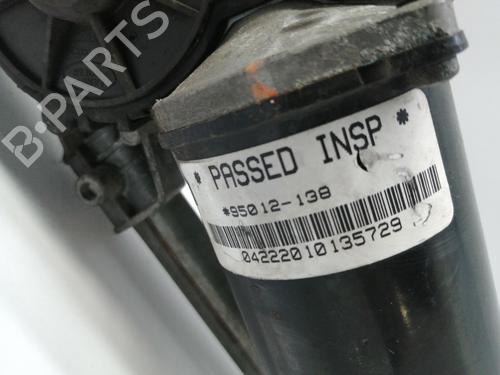 B-PARTS
* PASSED INSP *
*95012-138
04222010135729